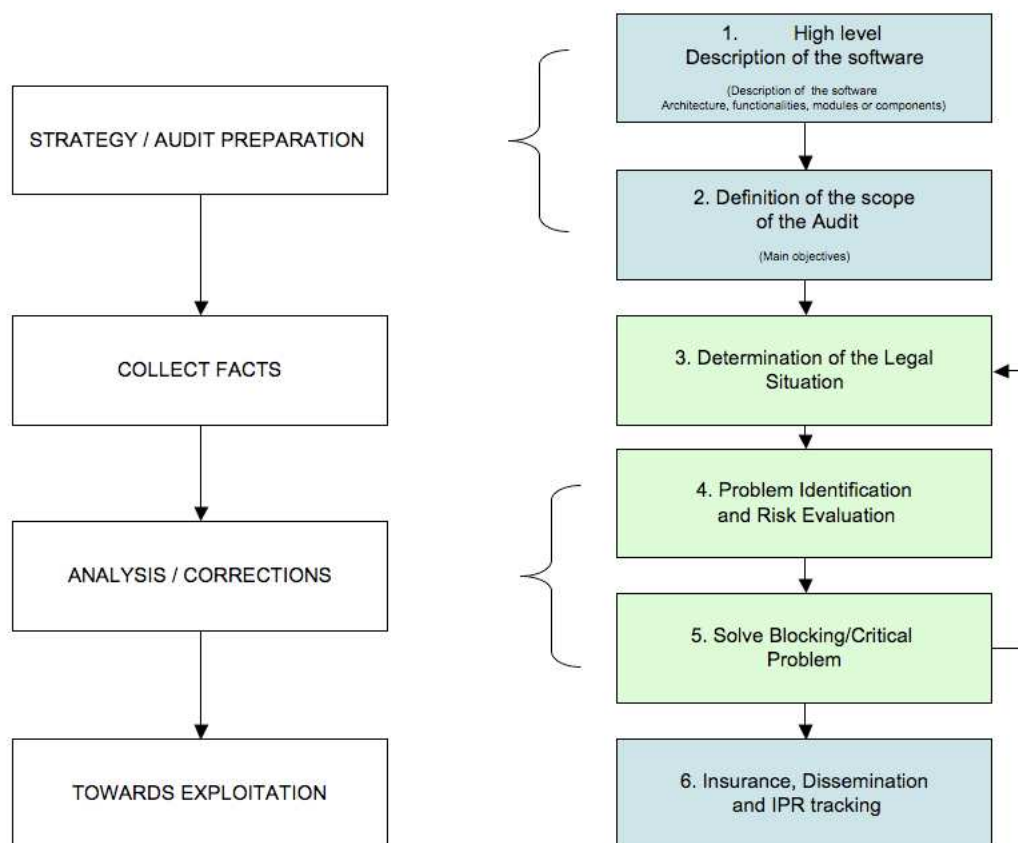 STRATEGY / AUDIT PREPARATION
COLLECT FACTS
ANALYSIS / CORRECTIONS
TOWARDS EXPLOITATION
1. High level
Description of the software
(Description of the software
Architecture, functionalities, modules or components)
2. Definition of the scope
of the Audit
(Main objectives)
3. Determination of the Legal
Situation
4. Problem Identification
and Risk Evaluation
5. Solve Blocking/Critical
Problem
6. Insurance, Dissemination
and IPR tracking